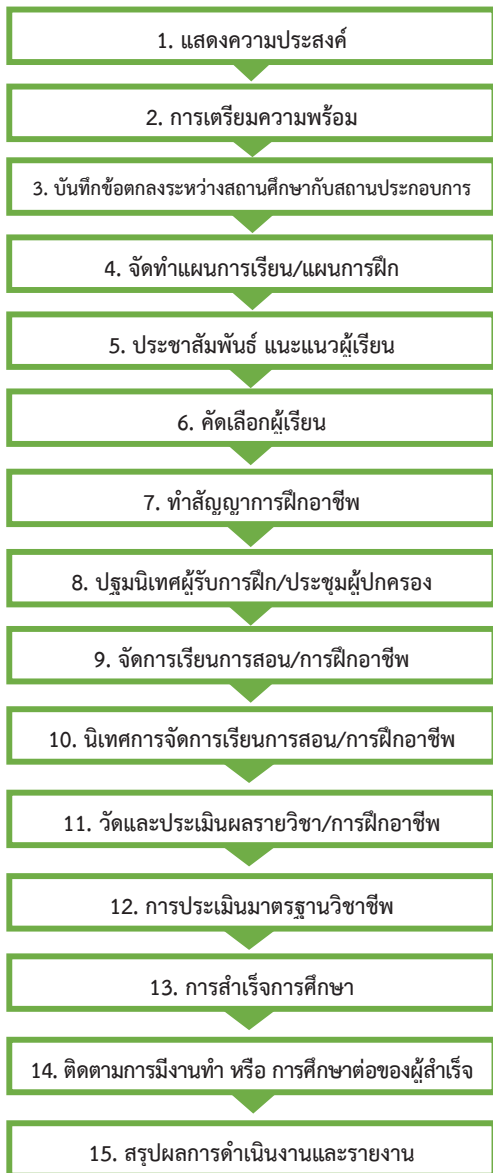 1. แสดงความประสงค์
2. การเตรียมความพร้อม
3. บันทึกข้อตกลงระหว่างสถานศึกษากับสถานประกอบการ
4. จัดทำแผนการเรียน/แผนการฝึก
5. ประชาสัมพันธ์ แนะแนวผู้เรียน
6. คัดเลือกผู้เรียน
7. ทำสัญญาการฝึกอาชีพ
8. ปฐมนิเทศผู้รับการฝึก/ประชุมผู้ปกครอง
9. จัดการเรียนการสอน/การฝึกอาชีพ
10. นิเทศการจัดการเรียนการสอน/การฝึกอาชีพ
11. วัดและประเมินผลรายวิชา/การฝึกอาชีพ
12. การประเมินมาตรฐานวิชาชีพ
13. การสำเร็จการศึกษา
14. ติดตามการมีงานทำ หรือ การศึกษาต่อของผู้สำเร็จ
15. สรุปผลการดำเนินงานและรายงาน